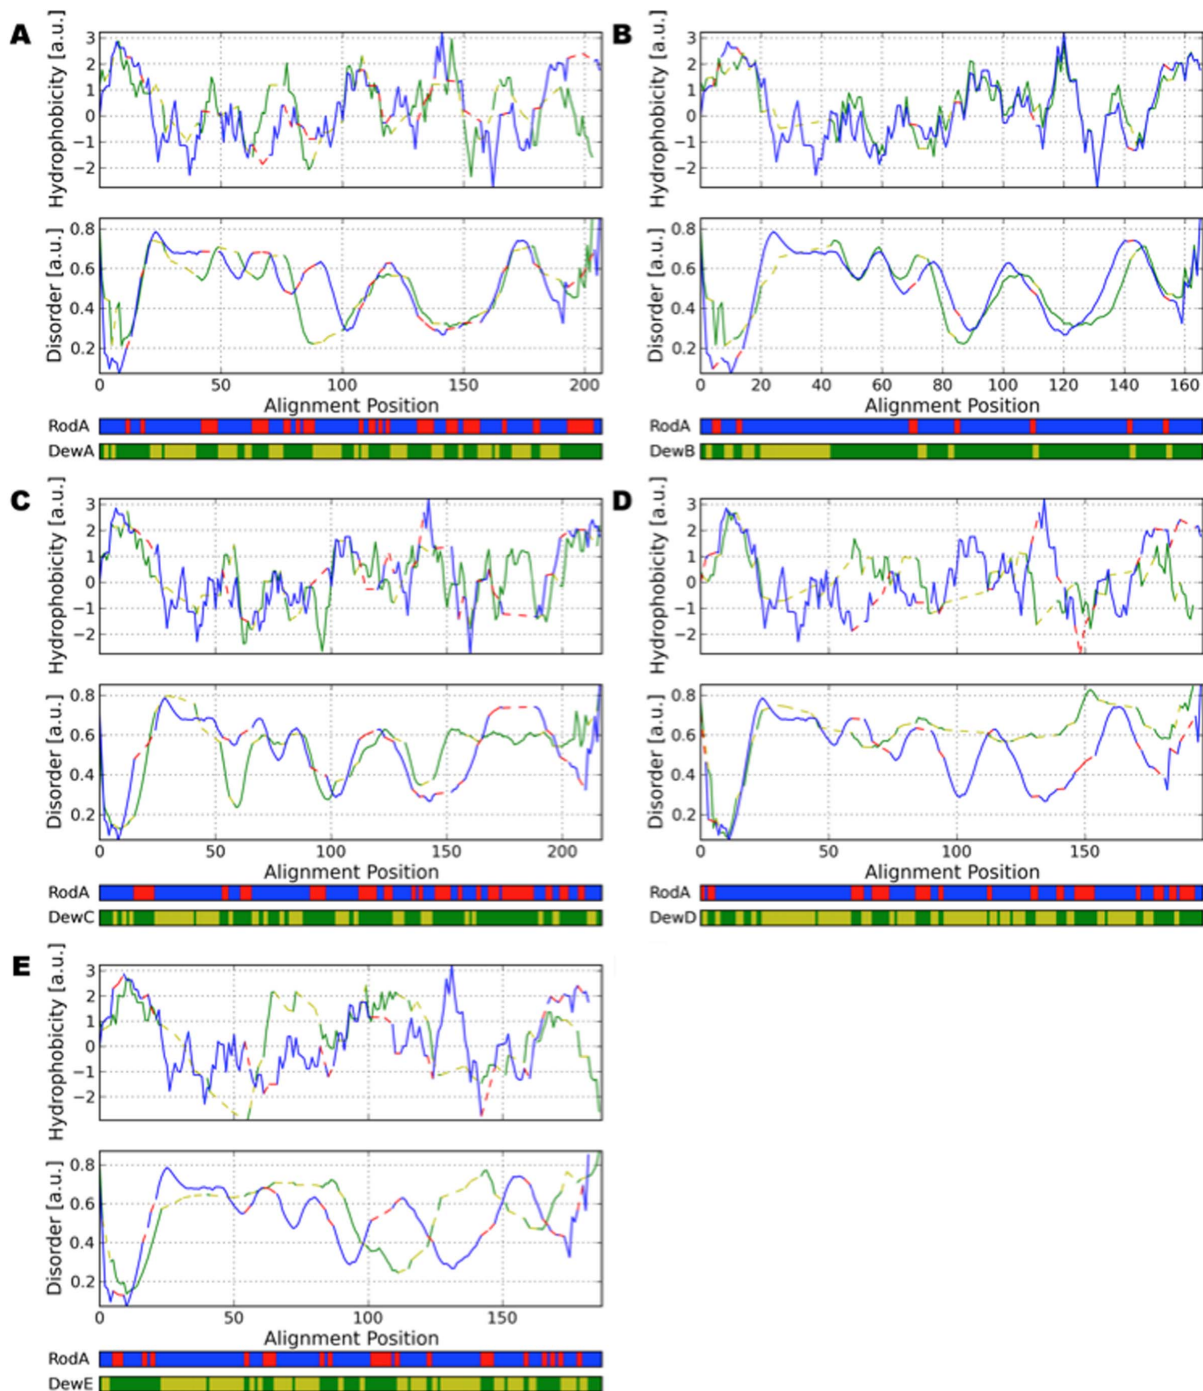 A
Hydrophobicity [a.u.]
3
2
1
0
−1
−2
Disorder [a.u.]
0.8
0.6
0.4
0.2
0 50 100 150 200
Alignment Position
RodA
DewA
B
Hydrophobicity [a.u.]
3
2
1
0
−1
−2
Disorder [a.u.]
0.8
0.6
0.4
0.2
0 20 40 60 80 100 120 140 160
Alignment Position
RodA
DewB
C
Hydrophobicity [a.u.]
3
2
1
0
−1
−2
Disorder [a.u.]
0.8
0.6
0.4
0.2
0 50 100 150 200
Alignment Position
RodA
DewC
D
Hydrophobicity [a.u.]
3
2
1
0
−1
−2
Disorder [a.u.]
0.8
0.6
0.4
0.2
0 50 100 150
Alignment Position
RodA
DewD
E
Hydrophobicity [a.u.]
3
2
1
0
−1
−2
Disorder [a.u.]
0.8
0.6
0.4
0.2
0 50 100 150
Alignment Position
RodA
DewE